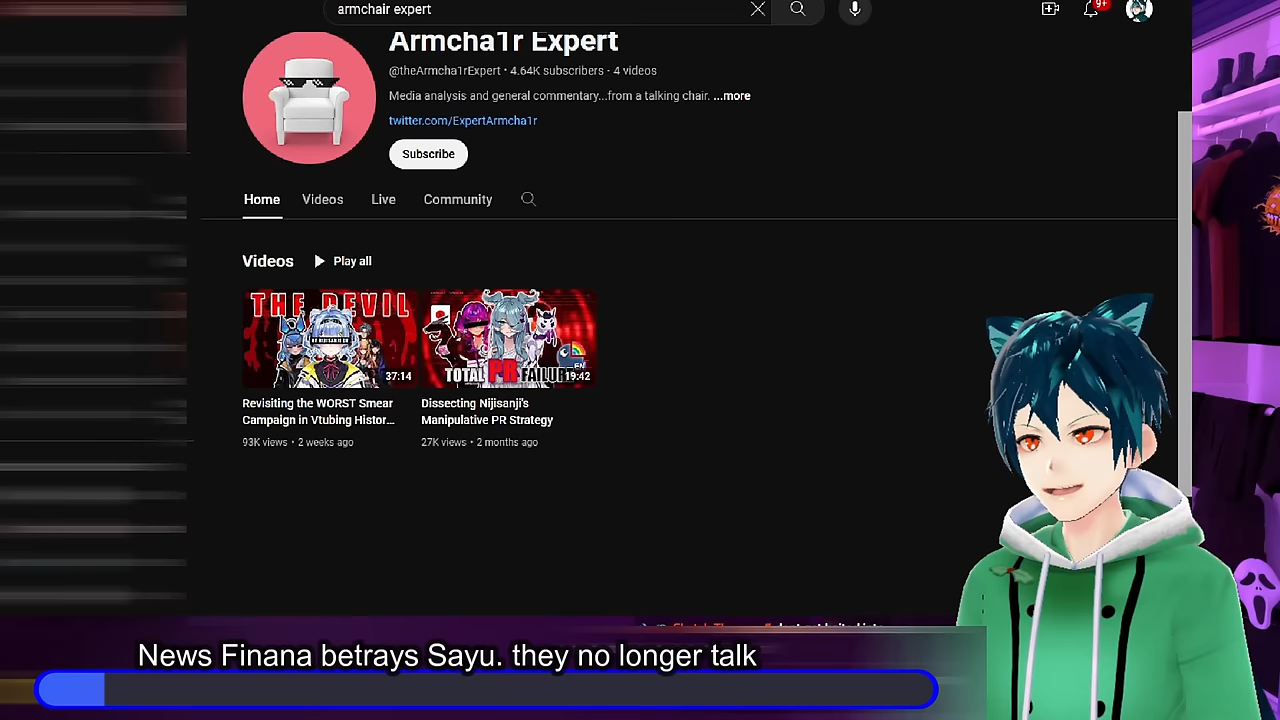 armchair expert
9+
Armcha1r Expert
@theArmcha1rExpert • 4.64K subscribers • 4 videos
Media analysis and general commentary...from a talking chair. ...more
twitter.com/ExpertArmcha1r
Subscribe
Home Videos Live Community
Videos Play all
THE DEVIL
37:14
TOTAL PR FAILURE
19:42
Revisiting the WORST Smear
Campaign in Vtubing Histor...
93K views • 2 weeks ago
Dissecting Nijisanji's
Manipulative PR Strategy
27K views • 2 months ago
News Finana betrays Sayu. they no longer talk